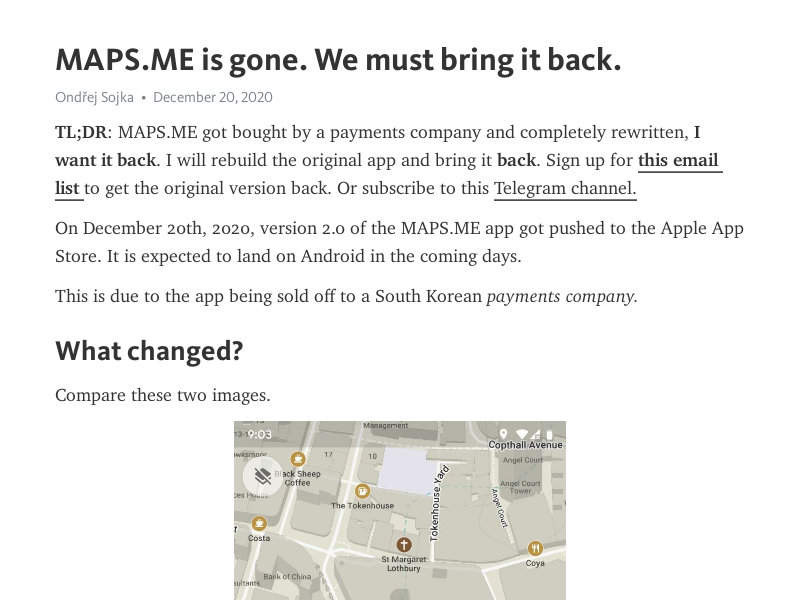 MAPS.ME is gone. We must bring it back.
Ondřej Sojka • December 20, 2020
TL;DR: MAPS.ME got bought by a payments company and completely rewritten, I
want it back. I will rebuild the original app and bring it back. Sign up for this email
list to get the original version back. Or subscribe to this Telegram channel.
On December 20th, 2020, version 2.0 of the MAPS.ME app got pushed to the Apple App
Store. It is expected to land on Android in the coming days.
This is due to the app being sold off to a South Korean payments company.
What changed?
Compare these two images.
Management
9:03
Copthall Avenue
17
10
Angel Court
Black Sheep
Coffee
Angel Court
Tower
The Tokenhouse
Tokenhouse Yard
Angel Court
Costa
St Margaret
Lothbury
Coya
Bank of China